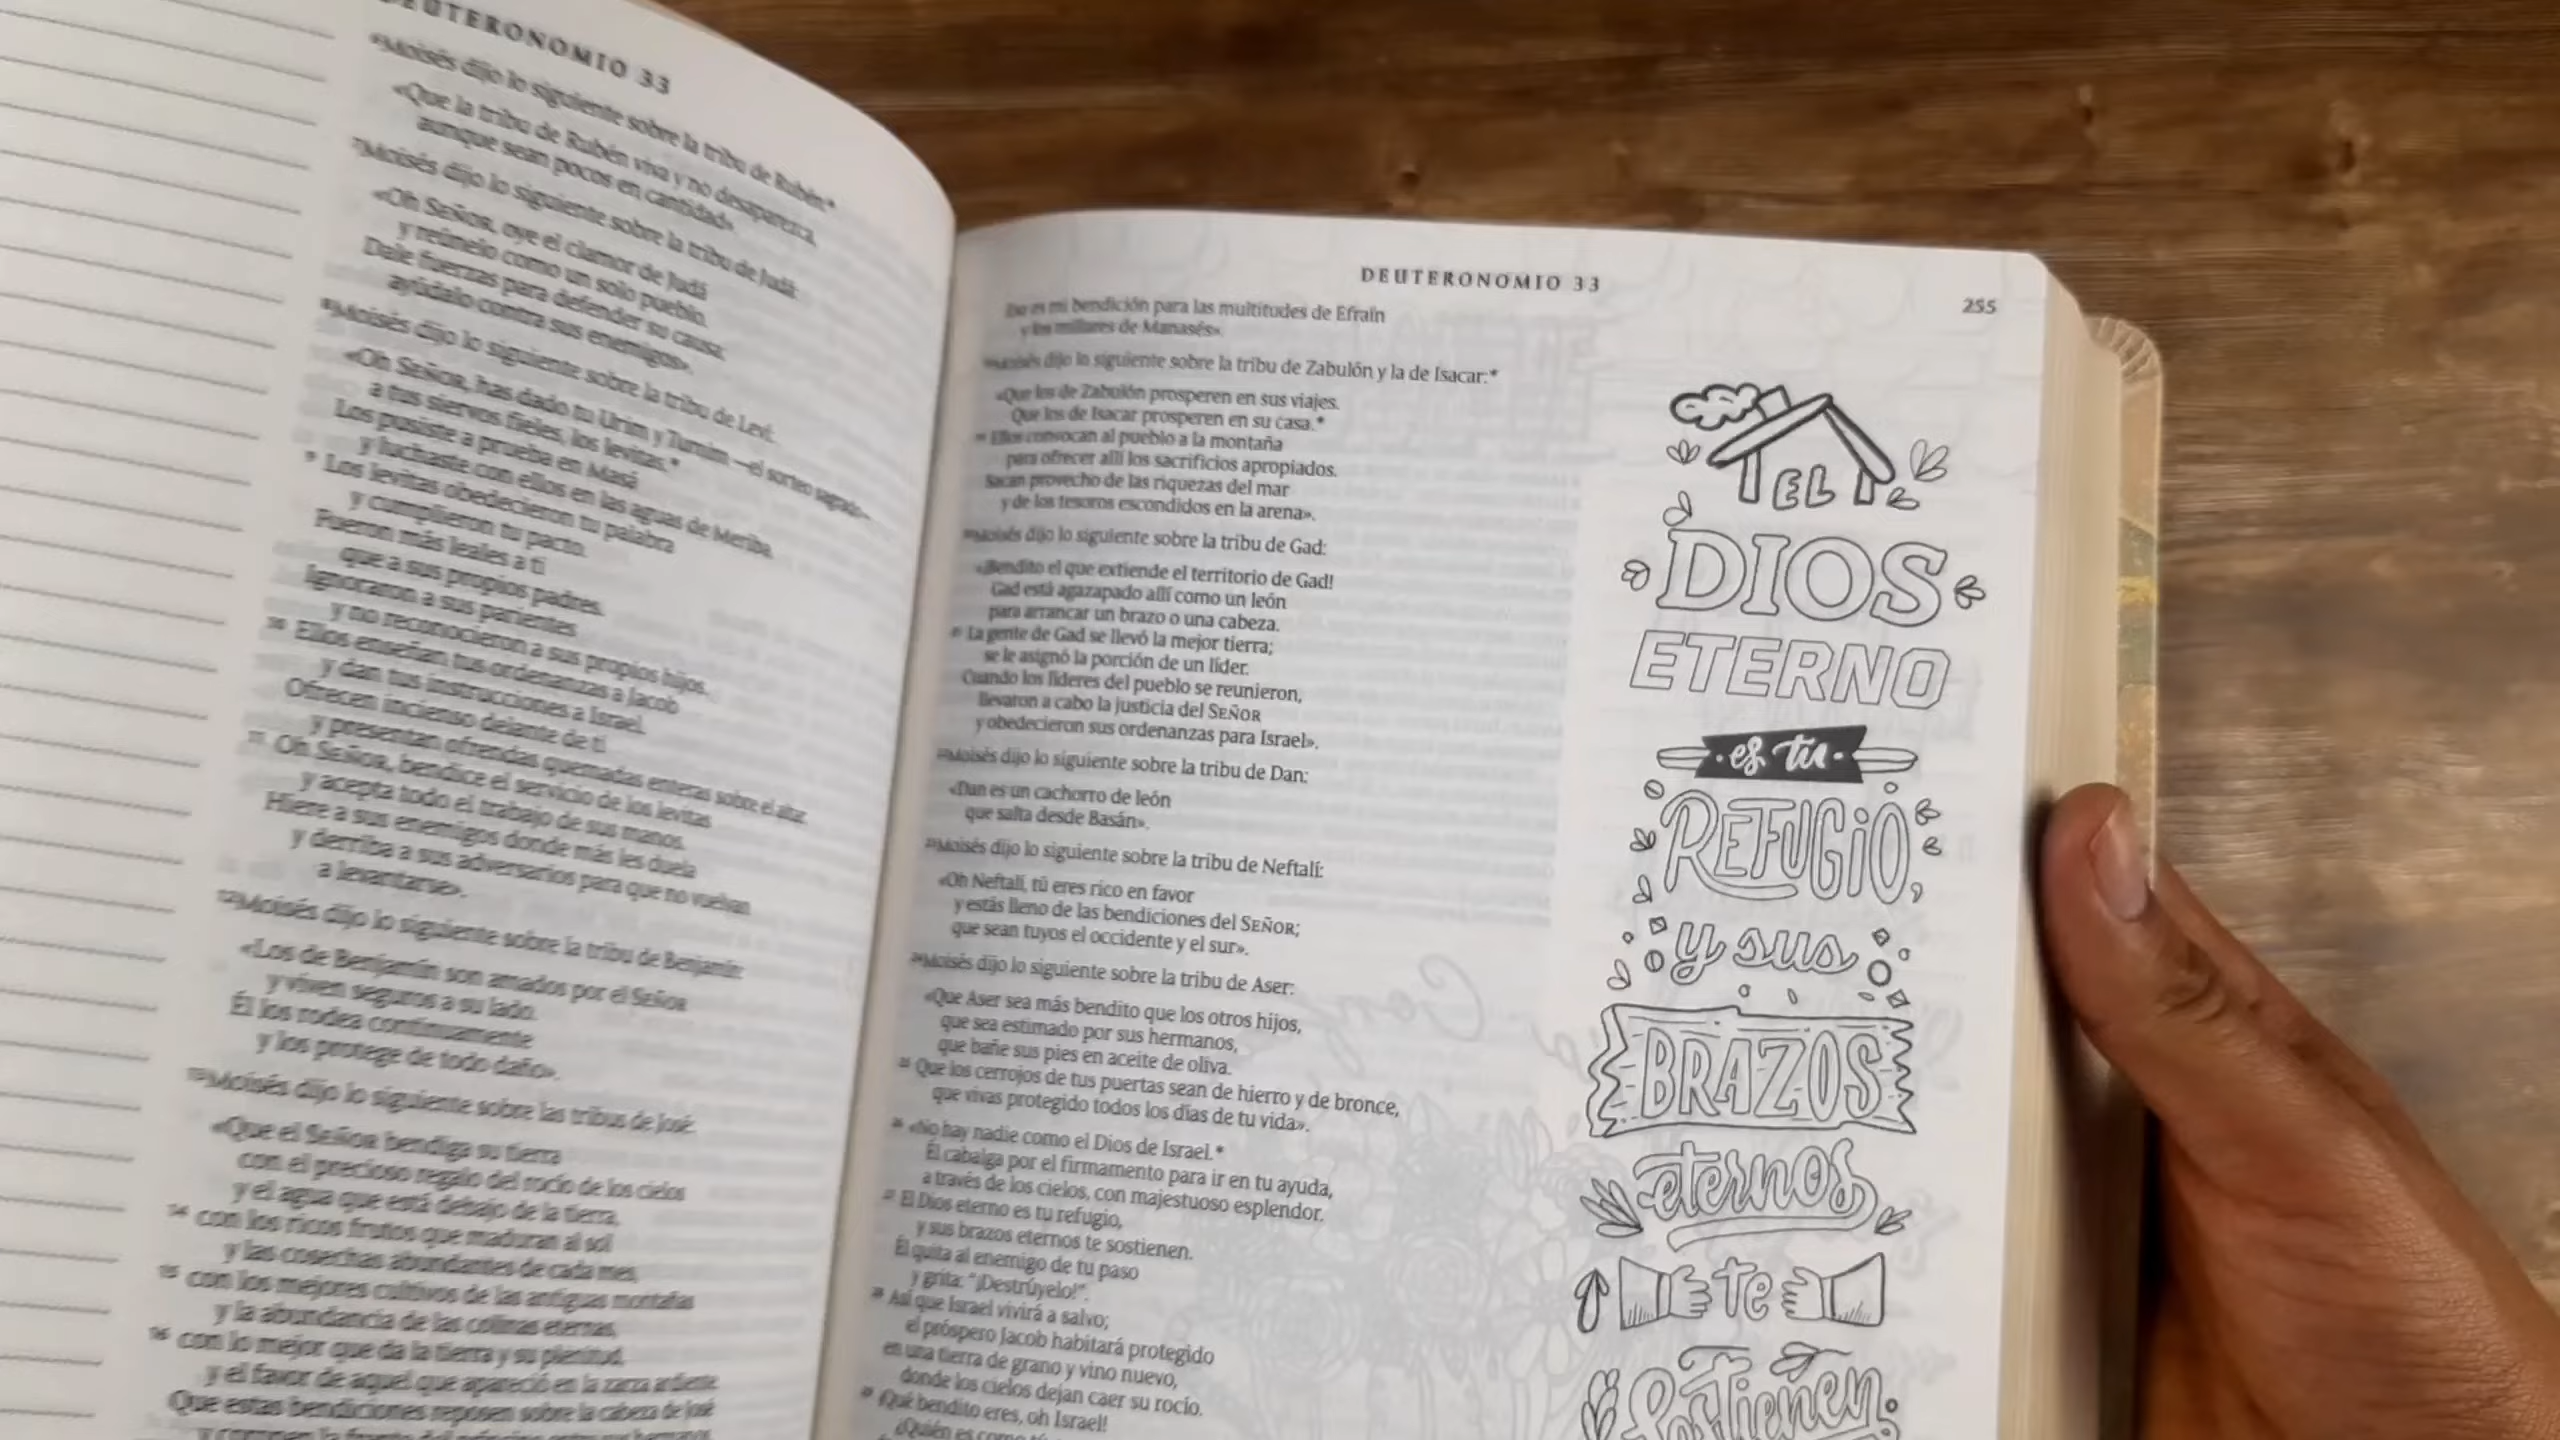 DEUTERONOMIO 33
⁶Moisés dijo lo siguiente sobre la tribu de Rubén:*
«Que la tribu de Rubén viva y no desaparezca,
aunque sean pocos en cantidad».
⁷Moisés dijo lo siguiente sobre la tribu de Judá:
«Oh SEÑOR, oye el clamor de Judá
y reúnelo como un solo pueblo.
Dale fuerzas para defender su causa;
ayúdalo contra sus enemigos».
⁸Moisés dijo lo siguiente sobre la tribu de Leví:
«Oh SEÑOR, has dado tu Urim y Tumim —el sorteo sagrado—
a tus siervos fieles, los levitas.*
Los pusiste a prueba en Masá
y luchaste con ellos en las aguas de Meriba.
⁹ Los levitas obedecieron tu palabra
y cumplieron tu pacto.
Fueron más leales a ti
que a sus propios padres.
Ignoraron a sus parientes
y no reconocieron a sus propios hijos.
¹⁰ Ellos enseñan tus ordenanzas a Jacob
y dan tus instrucciones a Israel.
Ofrecen incienso delante de ti
y presentan ofrendas quemadas enteras sobre el altar.
¹¹ Oh SEÑOR, bendice el servicio de los levitas
y acepta todo el trabajo de sus manos.
Hiere a sus enemigos donde más les duela
y derriba a sus adversarios para que no vuelvan
a levantarse».
¹²Moisés dijo lo siguiente sobre la tribu de Benjamín:
«Los de Benjamín son amados por el SEÑOR
y viven seguros a su lado.
Él los rodea continuamente
y los protege de todo daño».
¹³Moisés dijo lo siguiente sobre las tribus de José:
«Que el SEÑOR bendiga su tierra
con el precioso regalo del rocío de los cielos
y el agua que está debajo de la tierra,
¹⁴ con los ricos frutos que maduran al sol
y las cosechas abundantes de cada mes,
¹⁵ con los mejores cultivos de las antiguas montañas
y la abundancia de las colinas eternas,
¹⁶ con lo mejor que da la tierra y su plenitud,
y el favor de aquel que apareció en la zarza ardiente.
Que estas bendiciones reposen sobre la cabeza de José
DEUTERONOMIO 33
255
Ese es mi bendición para las multitudes de Efraín
y los millares de Manasés».
¹⁸Moisés dijo lo siguiente sobre la tribu de Zabulón y la de Isacar:*
«Que los de Zabulón prosperen en sus viajes.
Que los de Isacar prosperen en su casa.*
¹⁹ Ellos convocan al pueblo a la montaña
para ofrecer allí los sacrificios apropiados.
Sacan provecho de las riquezas del mar
y de los tesoros escondidos en la arena».
²⁰Moisés dijo lo siguiente sobre la tribu de Gad:
«¡Bendito el que extiende el territorio de Gad!
Gad está agazapado allí como un león
para arrancar un brazo o una cabeza.
²¹ La gente de Gad se llevó la mejor tierra;
se le asignó la porción de un líder.
Cuando los líderes del pueblo se reunieron,
llevaron a cabo la justicia del SEÑOR
y obedecieron sus ordenanzas para Israel».
²²Moisés dijo lo siguiente sobre la tribu de Dan:
«Dan es un cachorro de león
que salta desde Basán».
²³Moisés dijo lo siguiente sobre la tribu de Neftalí:
«Oh Neftalí, tú eres rico en favor
y estás lleno de las bendiciones del SEÑOR;
que sean tuyos el occidente y el sur».
²⁴Moisés dijo lo siguiente sobre la tribu de Aser:
«Que Aser sea más bendito que los otros hijos,
que sea estimado por sus hermanos,
que bañe sus pies en aceite de oliva.
²⁵ Que los cerrojos de tus puertas sean de hierro y de bronce,
que vivas protegido todos los días de tu vida».
²⁶ «No hay nadie como el Dios de Israel.*
Él cabalga por el firmamento para ir en tu ayuda,
a través de los cielos, con majestuoso esplendor.
²⁷ El Dios eterno es tu refugio,
y sus brazos eternos te sostienen.
Él quita al enemigo de tu paso
y grita: “¡Destrúyelo!”.
²⁸ Así que Israel vivirá a salvo;
el próspero Jacob habitará protegido
en una tierra de grano y vino nuevo,
donde los cielos dejan caer su rocío.
²⁹ ¡Qué bendito eres, oh Israel!
¿Quién es como
EL
DIOS
ETERNO
es tu
REFUGIO,
y sus
BRAZOS
eternos
te
sostienen